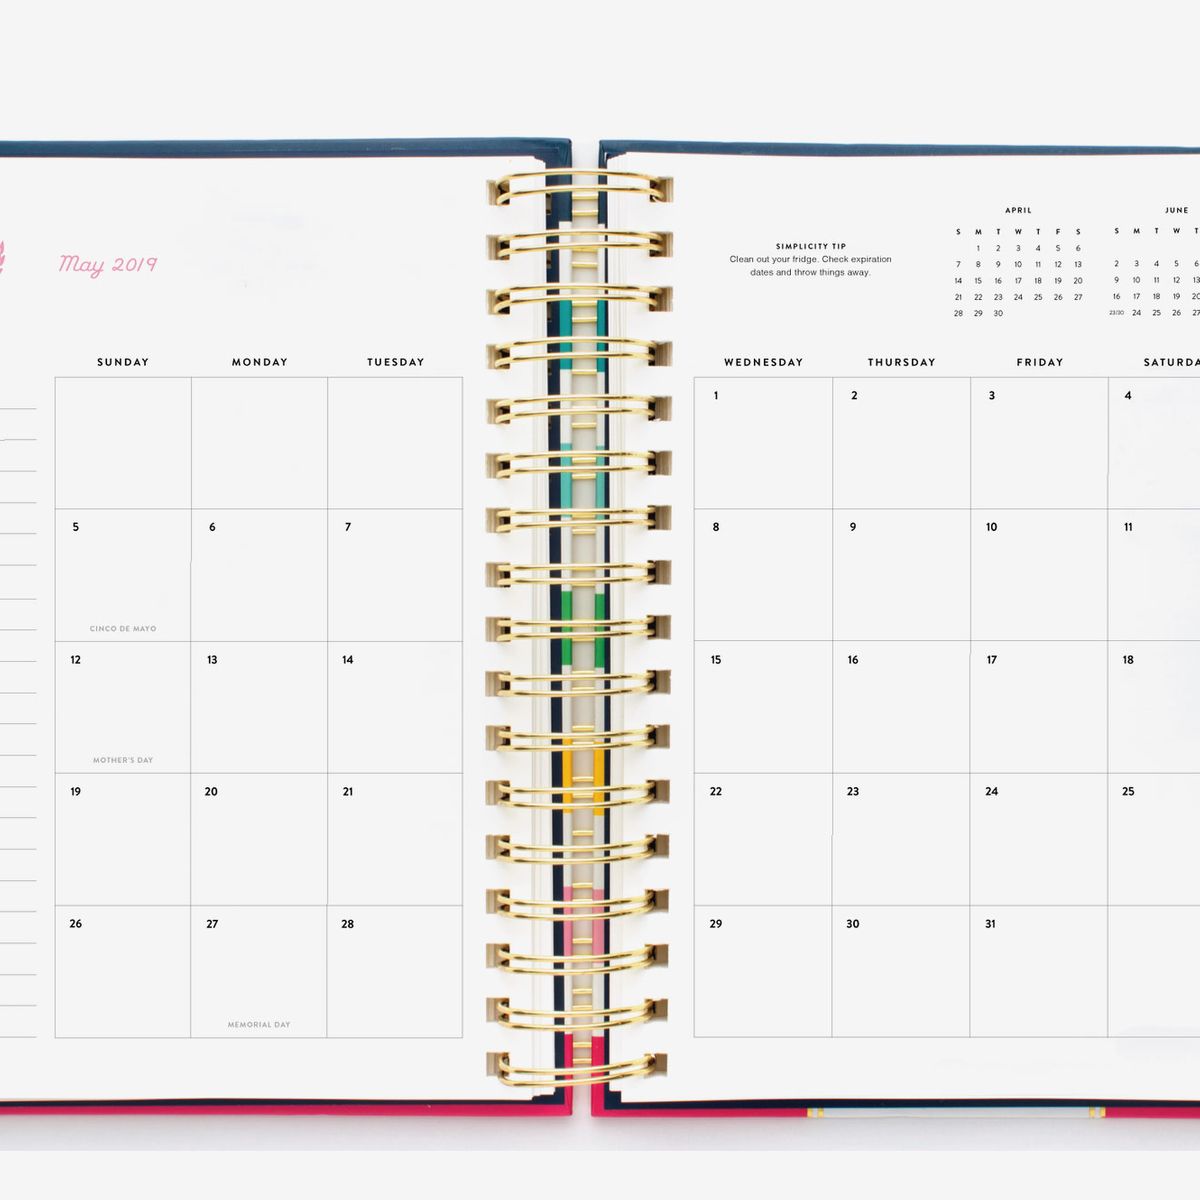 May 2019
SUNDAY MONDAY TUESDAY
5 6 7
CINCO DE MAYO
12 13 14
MOTHER'S DAY
19 20 21
26 27 28
MEMORIAL DAY
SIMPLICITY TIP
Clean out your fridge. Check expiration
dates and throw things away.
APRIL
S M T W T F S
1 2 3 4 5 6
7 8 9 10 11 12 13
14 15 16 17 18 19 20
21 22 23 24 25 26 27
28 29 30
JUNE
S M T W T
2 3 4 5 6
9 10 11 12 13
16 17 18 19 20
23/30 24 25 26 27
WEDNESDAY THURSDAY FRIDAY SATURDA
1 2 3 4
8 9 10 11
15 16 17 18
22 23 24 25
29 30 31